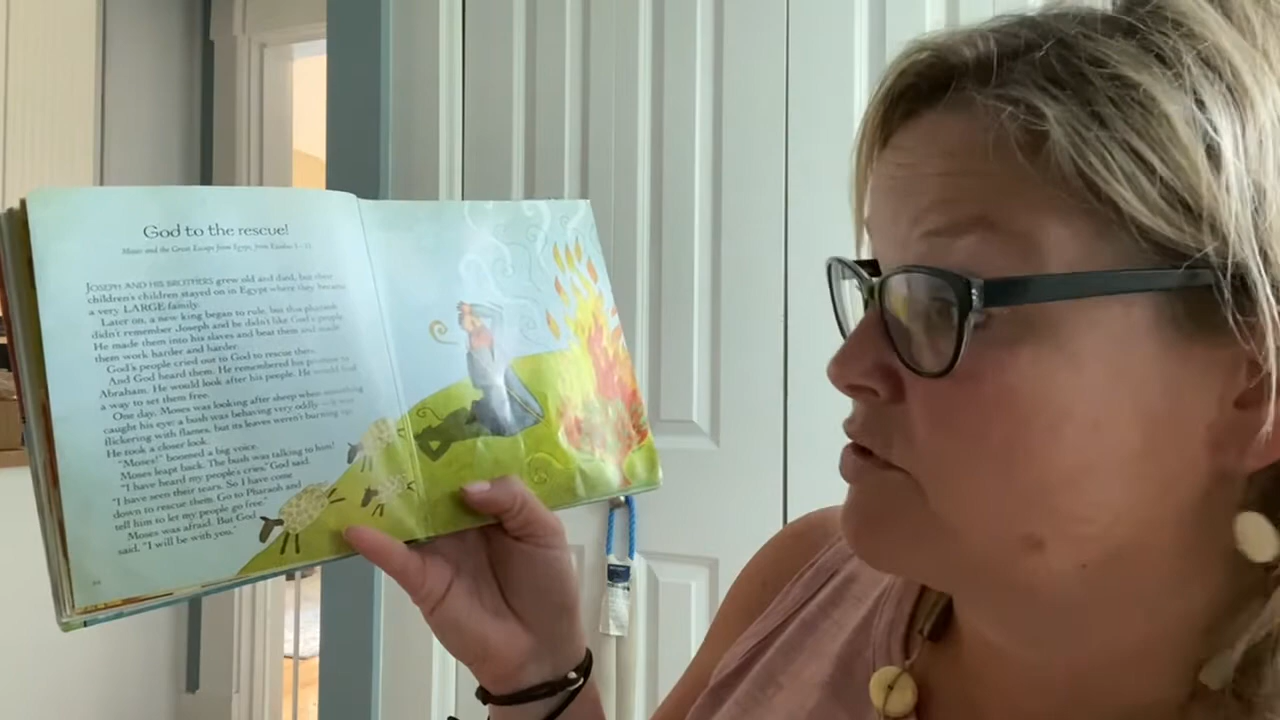 God to the rescue!
Moses and the Great Escape from Egypt, from Exodus 3 - 13
JOSEPH AND HIS BROTHERS grew old and died, but their
children's children stayed on in Egypt where they became
a very LARGE family.
Later on, a new king began to rule, but this pharaoh
didn't remember Joseph and he didn't like God's people.
He made them into his slaves and beat them and made
them work harder and harder.
God's people cried out to God to rescue them.
And God heard them. He remembered his promise to
Abraham. He would look after his people. He would find
a way to set them free.
One day, Moses was looking after sheep when something
caught his eye: a bush was behaving very oddly
flickering with flames, but its leaves weren't burning up.
He took a closer look.
"Moses!" boomed a big voice.
Moses leapt back. The bush was talking to him!
"I have heard my people's cries," God said.
"I have seen their tears. So I have come
down to rescue them. Go to Pharaoh and
tell him to let my people go free."
Moses was afraid. But God
said, "I will be with you."